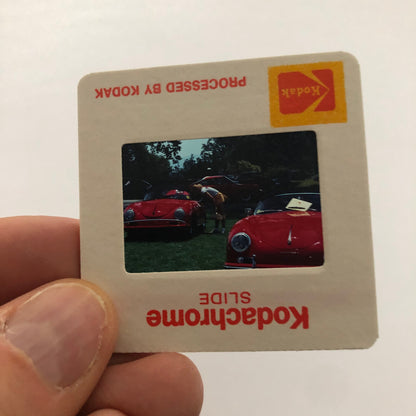 Kodachrome
SLIDE
PROCESSED BY KODAK
Kodak